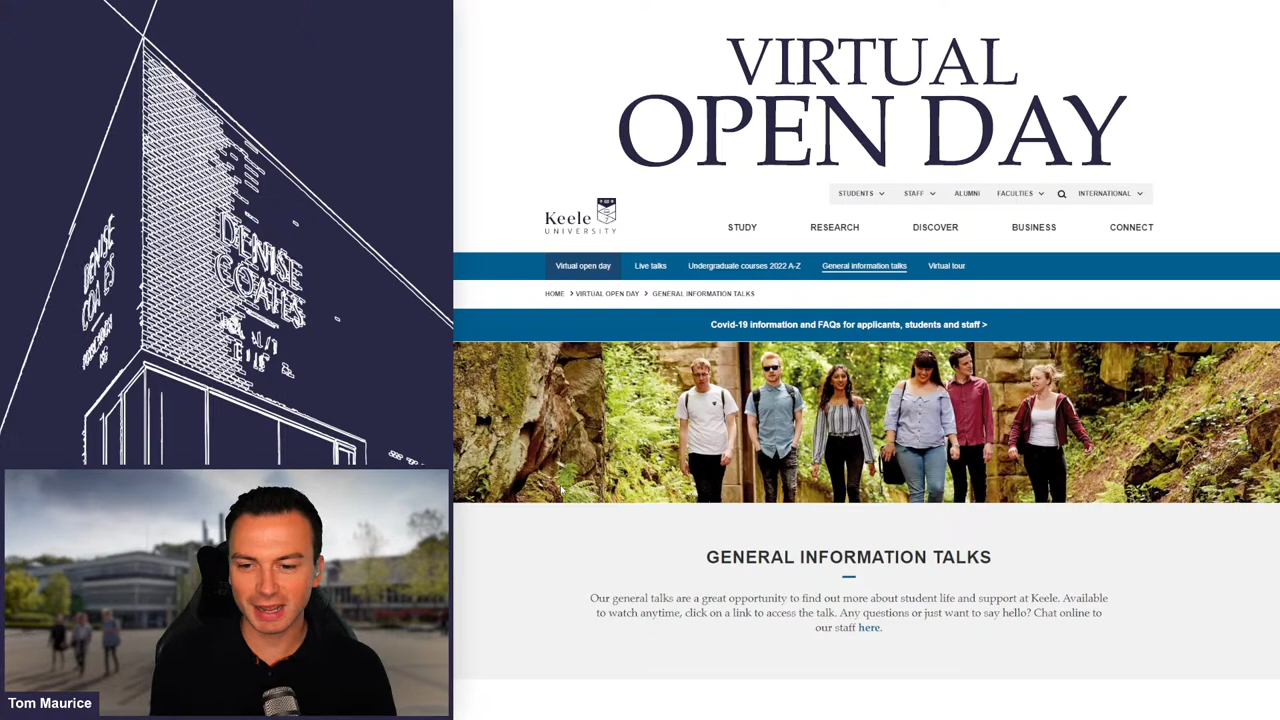 VIRTUAL
OPEN DAY
STUDENTS
STAFF
ALUMNI
FACULTIES
INTERNATIONAL
Keele
UNIVERSITY
STUDY
RESEARCH
DISCOVER
BUSINESS
CONNECT
Virtual open day
Live talks
Undergraduate courses 2022 A-Z
General information talks
Virtual tour
HOME > VIRTUAL OPEN DAY > GENERAL INFORMATION TALKS
Covid-19 information and FAQs for applicants, students and staff >
GENERAL INFORMATION TALKS
Our general talks are a great opportunity to find out more about student life and support at Keele. Available
to watch anytime, click on a link to access the talk. Any questions or just want to say hello? Chat online to
our staff here.
DENISE
COATES
DENISE
COATES
Tom Maurice